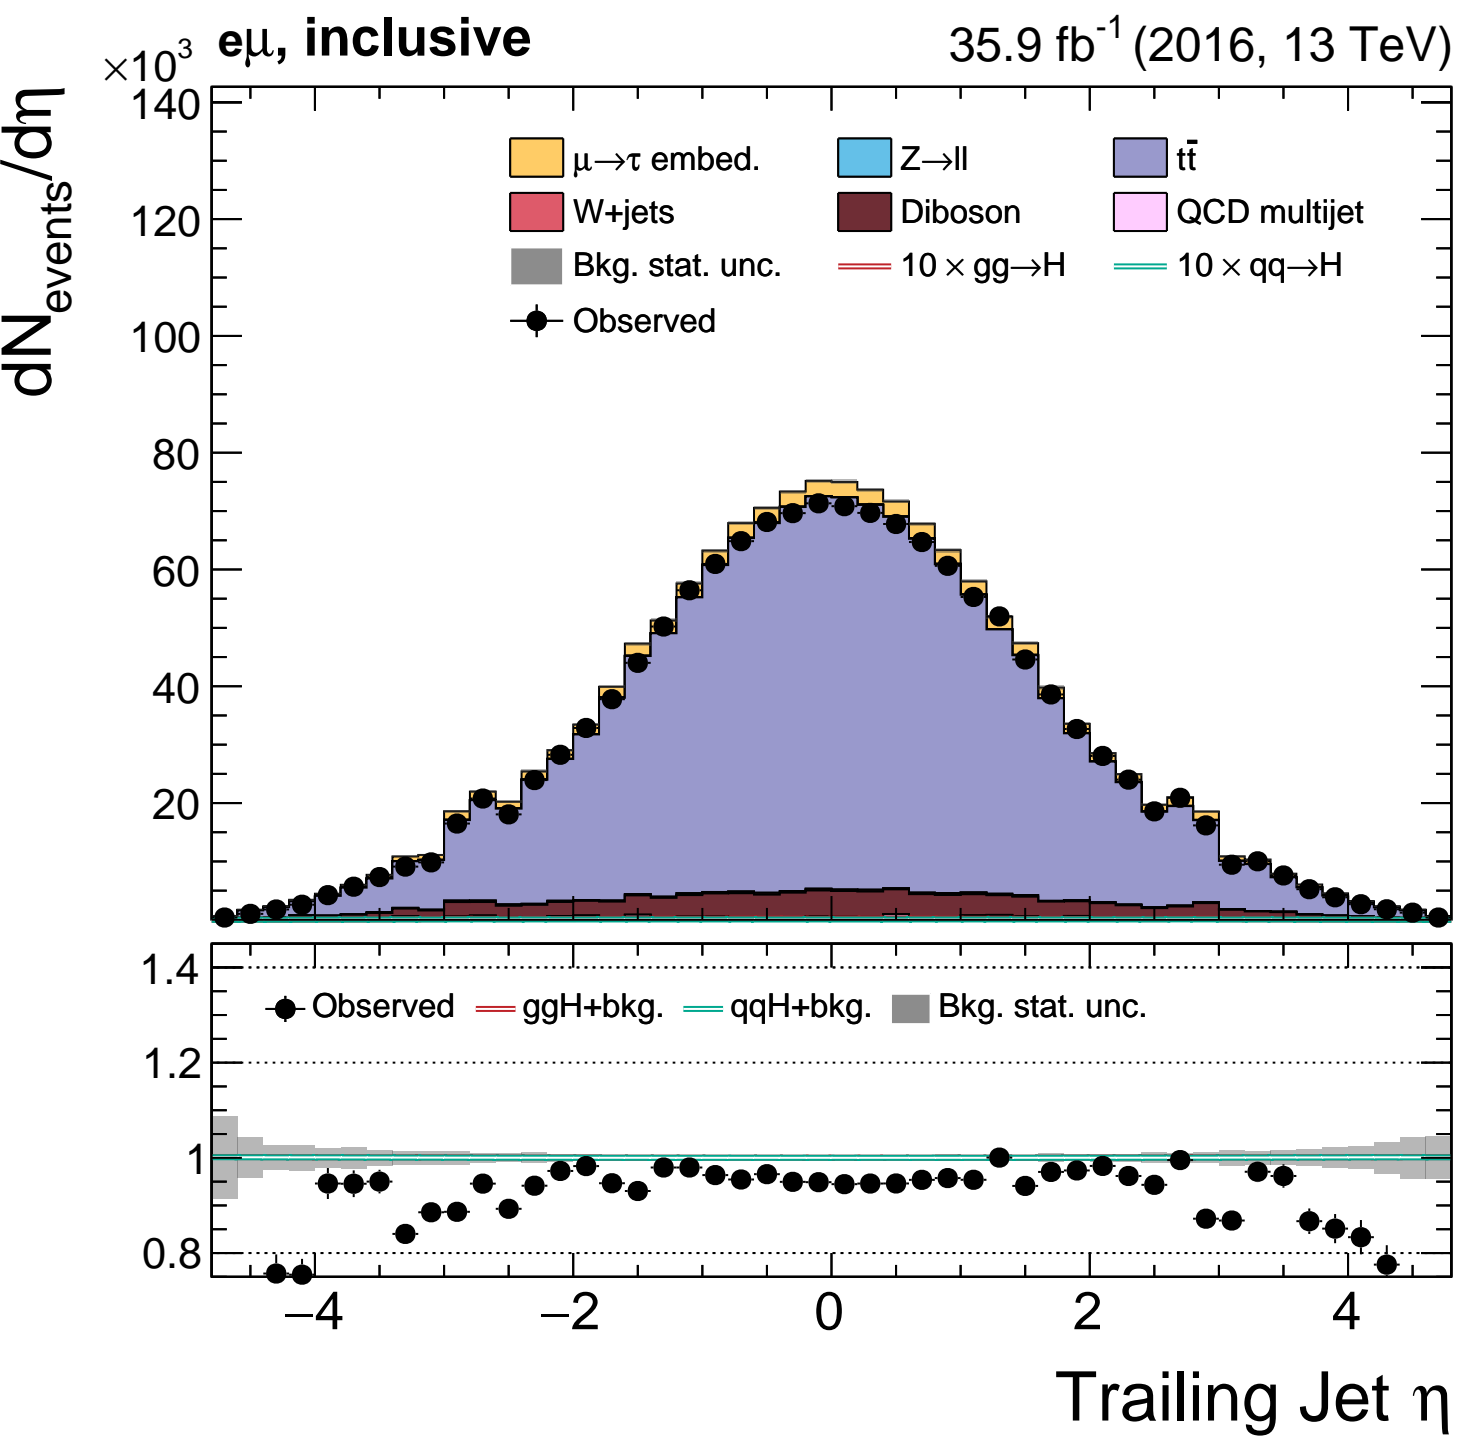 ×10³ eμ, inclusive 35.9 fb⁻¹ (2016, 13 TeV)
dN_events/dη
140
120
100
80
60
40
20
μ→τ embed. Z→ll tt̄
W+jets Diboson QCD multijet
Bkg. stat. unc. 10 × gg→H 10 × qq→H
Observed
1.4
1.2
1
0.8
Observed ggH+bkg. qqH+bkg. Bkg. stat. unc.
−4 −2 0 2 4
Trailing Jet η